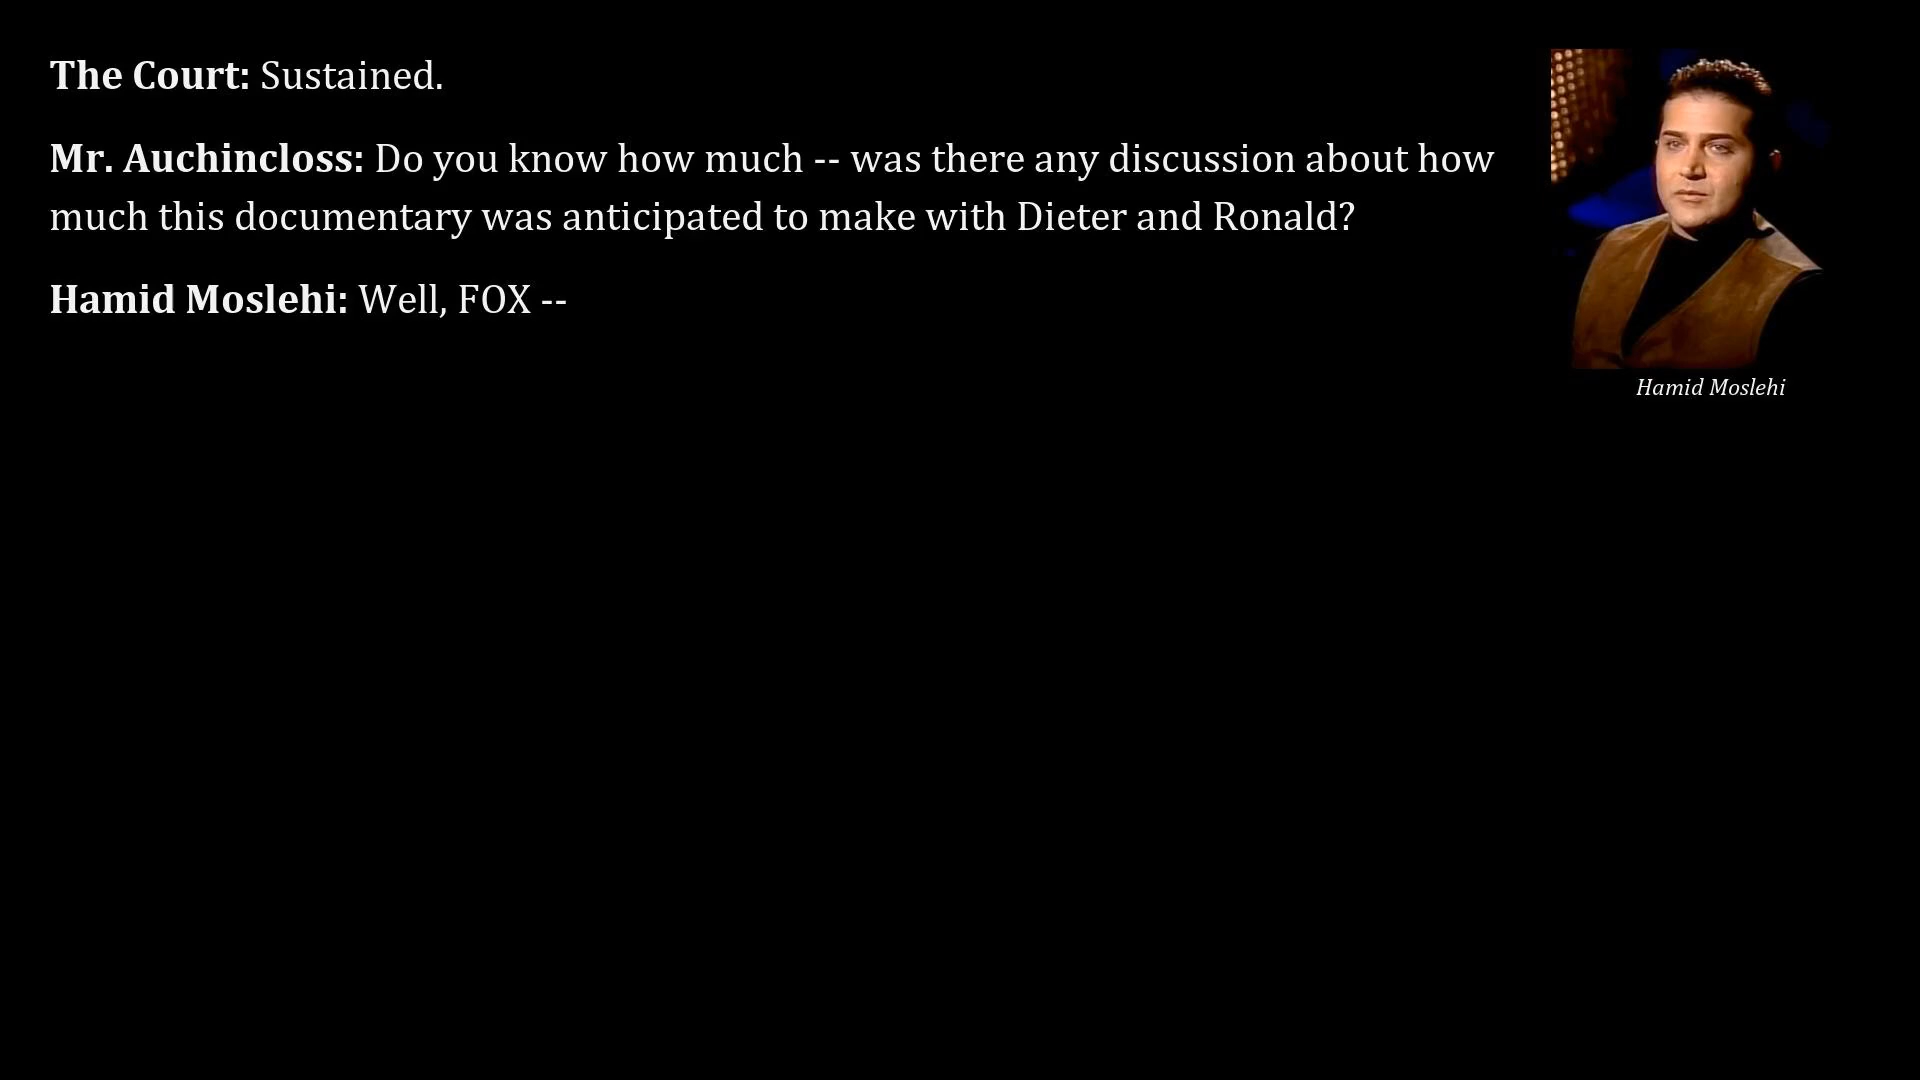 The Court: Sustained.
Mr. Auchincloss: Do you know how much -- was there any discussion about how
much this documentary was anticipated to make with Dieter and Ronald?
Hamid Moslehi: Well, FOX --
Hamid Moslehi